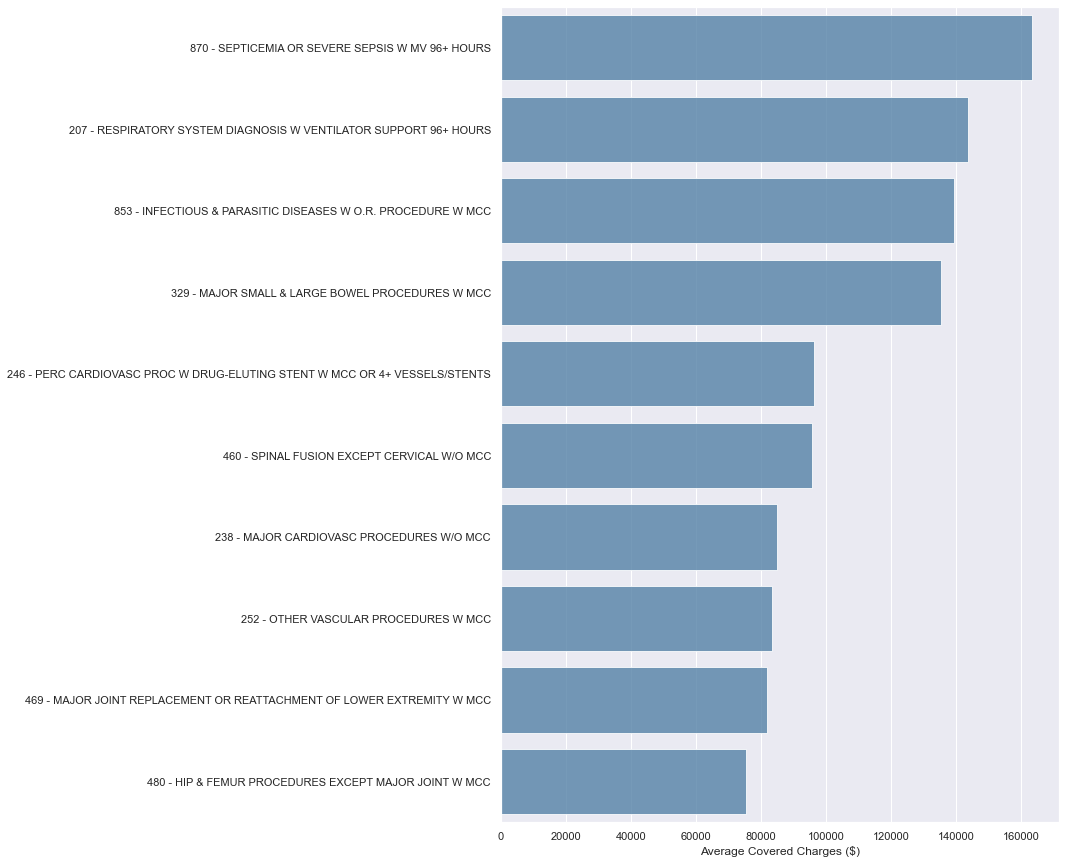 870 - SEPTICEMIA OR SEVERE SEPSIS W MV 96+ HOURS
207 - RESPIRATORY SYSTEM DIAGNOSIS W VENTILATOR SUPPORT 96+ HOURS
853 - INFECTIOUS & PARASITIC DISEASES W O.R. PROCEDURE W MCC
329 - MAJOR SMALL & LARGE BOWEL PROCEDURES W MCC
246 - PERC CARDIOVASC PROC W DRUG-ELUTING STENT W MCC OR 4+ VESSELS/STENTS
460 - SPINAL FUSION EXCEPT CERVICAL W/O MCC
238 - MAJOR CARDIOVASC PROCEDURES W/O MCC
252 - OTHER VASCULAR PROCEDURES W MCC
469 - MAJOR JOINT REPLACEMENT OR REATTACHMENT OF LOWER EXTREMITY W MCC
480 - HIP & FEMUR PROCEDURES EXCEPT MAJOR JOINT W MCC
0 20000 40000 60000 80000 100000 120000 140000 160000
Average Covered Charges ($)